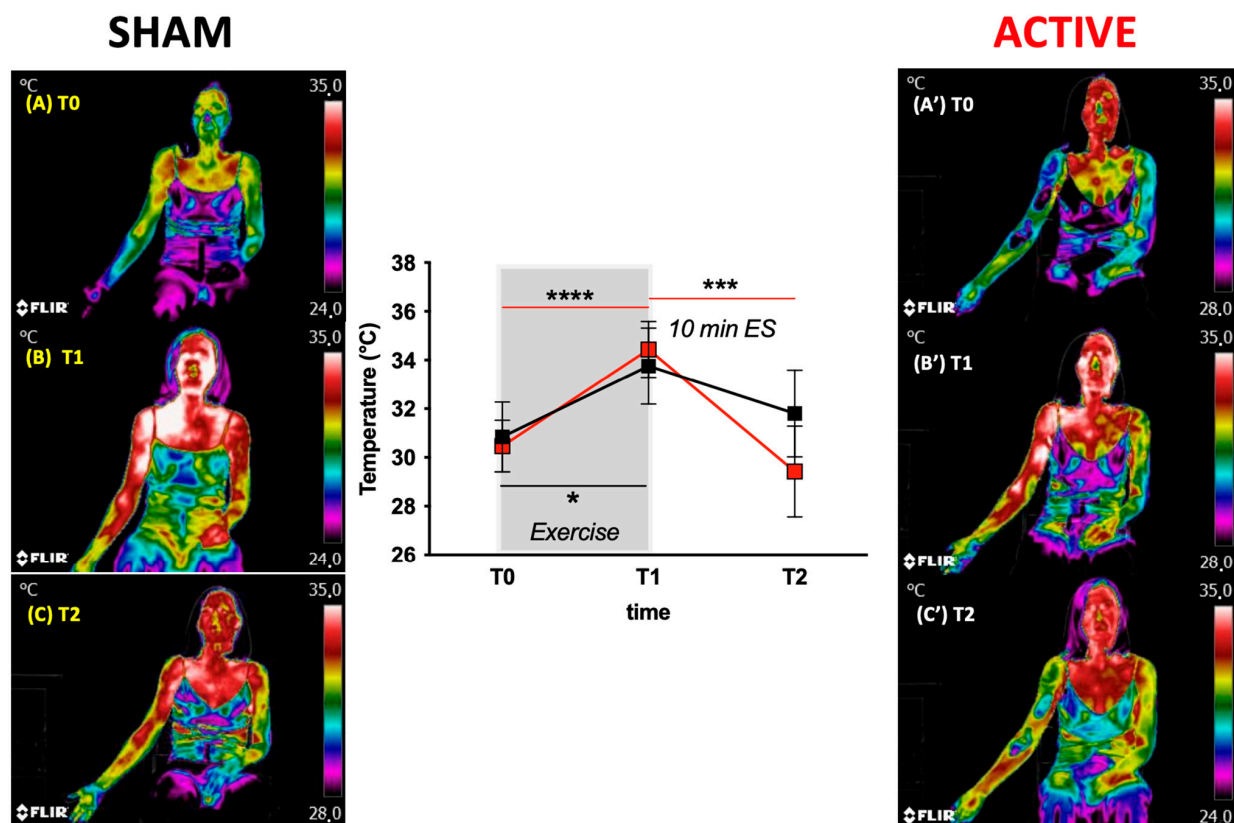 SHAM
ACTIVE
°C
35.0
(A) T0
FLIR
24.0
°C
35.0
(B) T1
FLIR
24.0
°C
35.0
(C) T2
FLIR
28.0
38
36
34
32
30
28
26
Temperature (°C)
****
***
10 min ES
*
Exercise
T0
T1
T2
time
°C
35.0
(A') T0
FLIR
28.0
°C
35.0
(B') T1
FLIR
28.0
°C
35.0
(C') T2
FLIR
24.0